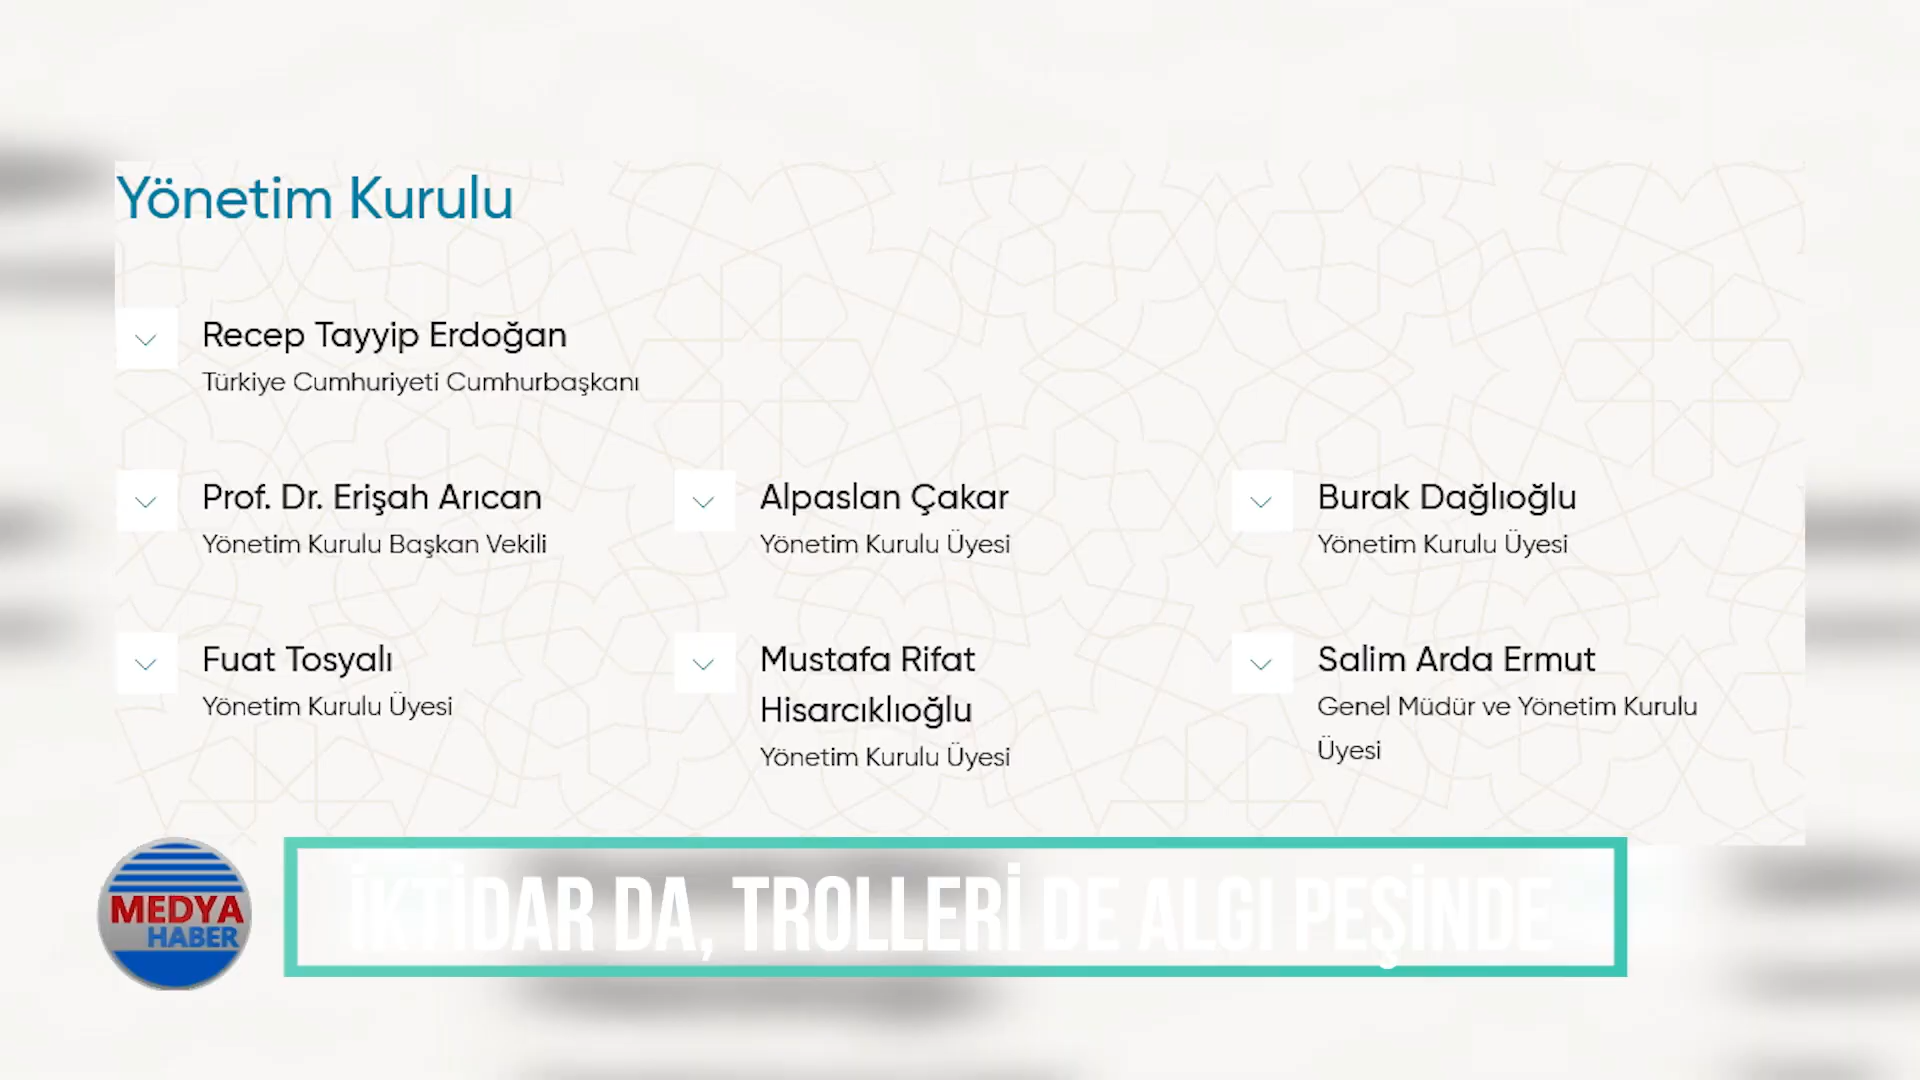 Yönetim Kurulu
Recep Tayyip Erdoğan
Türkiye Cumhuriyeti Cumhurbaşkanı
Prof. Dr. Erişah Arıcan
Yönetim Kurulu Başkan Vekili
Alpaslan Çakar
Yönetim Kurulu Üyesi
Burak Dağlıoğlu
Yönetim Kurulu Üyesi
Fuat Tosyalı
Yönetim Kurulu Üyesi
Mustafa Rifat
Hisarcıklıoğlu
Yönetim Kurulu Üyesi
Salim Arda Ermut
Genel Müdür ve Yönetim Kurulu
Üyesi
MEDYA
HABER
İKTİDAR DA, TROLLERİ DE ALGI PEŞİNDE